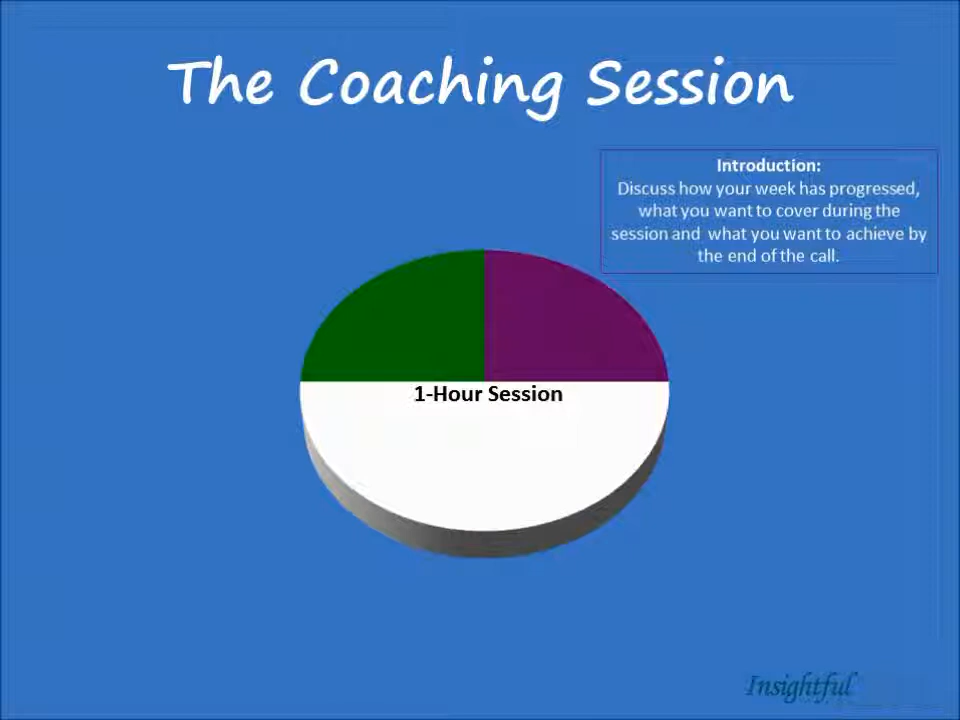 The Coaching Session
Introduction:
Discuss how your week has progressed,
what you want to cover during the
session and  what you want to achieve by
the end of the call.
1-Hour Session
Insightful